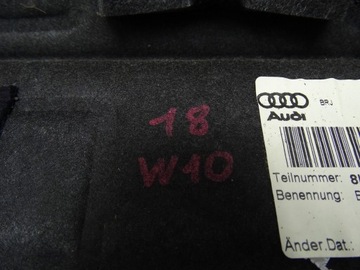 18
W10
BRJ
Audi
Teilnummer: 8
Benennung:
Änder.Dat.: